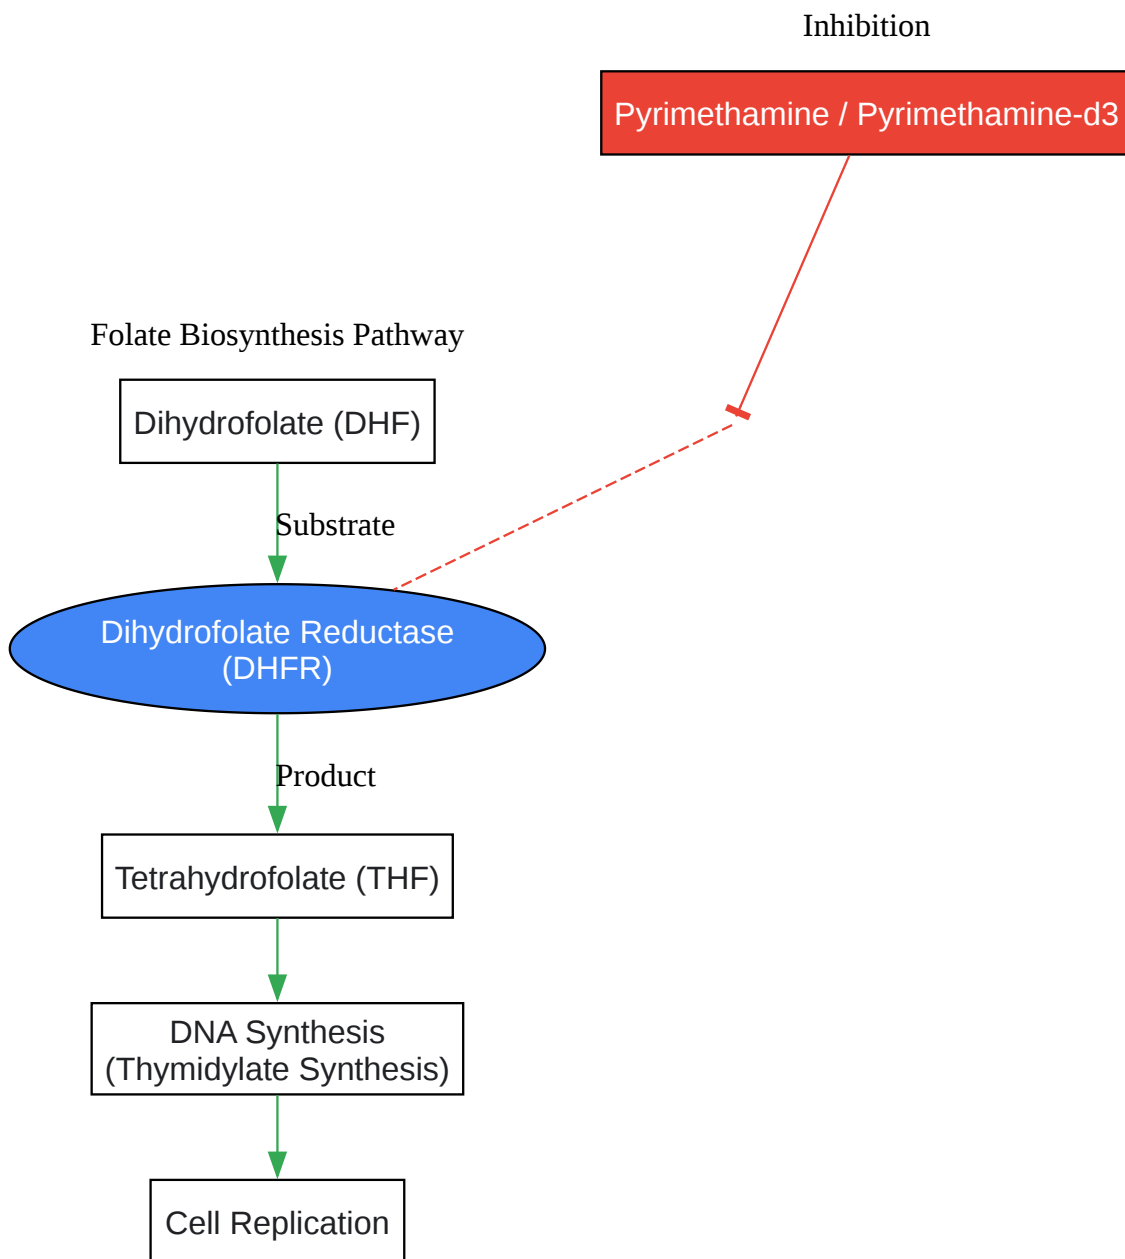 Inhibition
Pyrimethamine / Pyrimethamine-d3
Folate Biosynthesis Pathway
Dihydrofolate (DHF)
Substrate
Dihydrofolate Reductase
(DHFR)
Product
Tetrahydrofolate (THF)
DNA Synthesis
(Thymidylate Synthesis)
Cell Replication